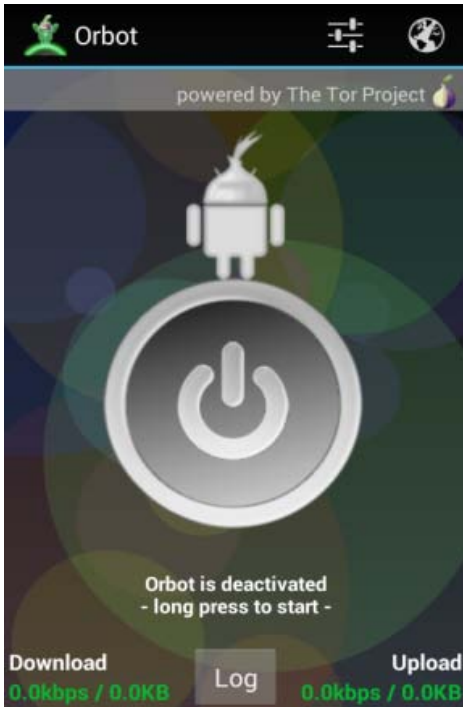 Orbot
powered by The Tor Project
Orbot is deactivated
- long press to start -
Download
Upload
0.0kbps / 0.0KB
Log
0.0kbps / 0.0KB